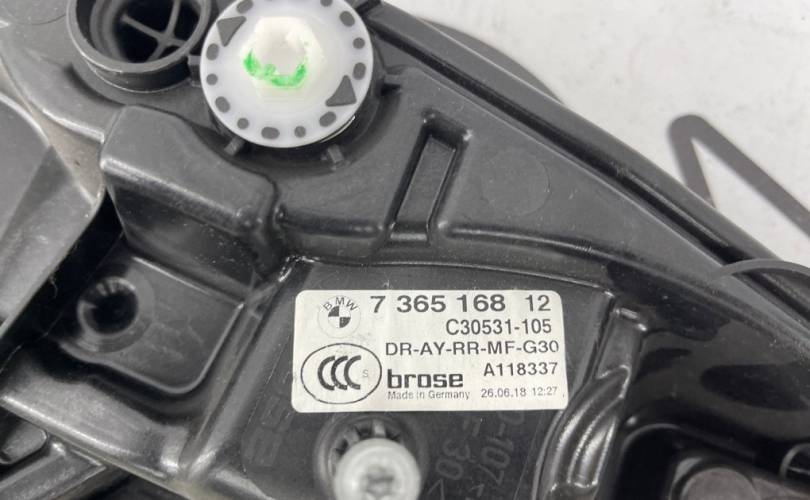 BMW
7 365 168 12
C30531-105
DR-AY-RR-MF-G30
CCC S
brose A118337
Made in Germany 26.06.18 12:27